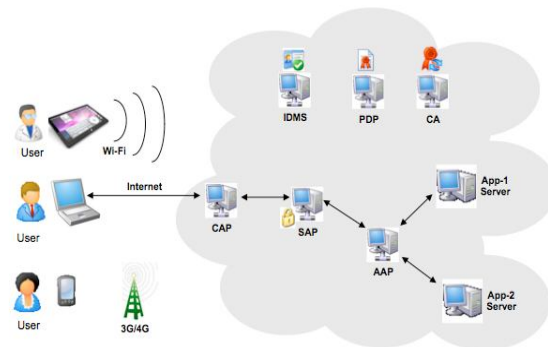 IDMS
PDP
CA
User
Wi-Fi
Internet
User
CAP
SAP
AAP
App-1
Server
App-2
Server
User
3G/4G